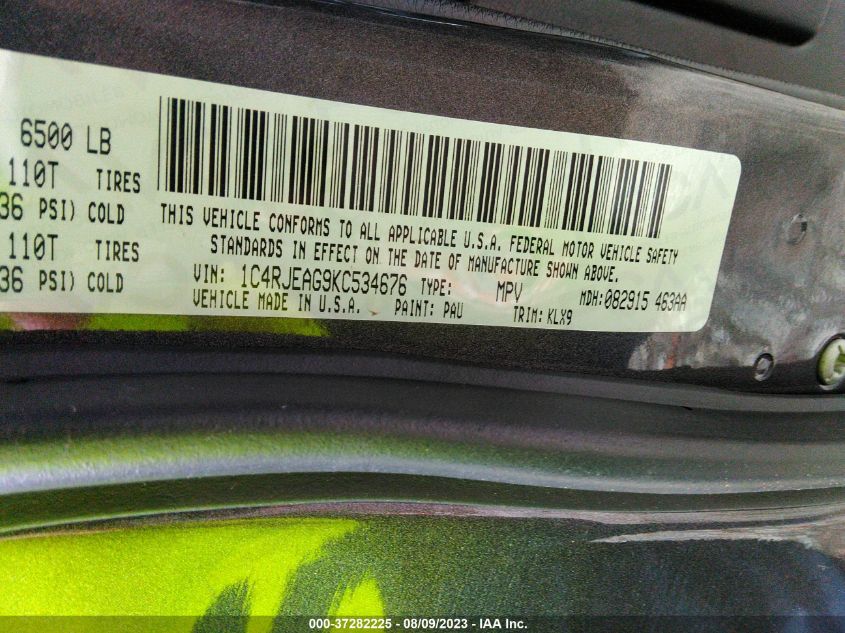 6500 LB
110T TIRES
36 PSI) COLD
110T TIRES
36 PSI) COLD
THIS VEHICLE CONFORMS TO ALL APPLICABLE U.S.A. FEDERAL MOTOR VEHICLE SAFETY
STANDARDS IN EFFECT ON THE DATE OF MANUFACTURE SHOWN ABOVE.
VIN: 1C4RJEAG9KC534676 TYPE: MPV MDH:082915 463AA
VEHICLE MADE IN U.S.A. PAINT: PAU TRIM: KLX9
000-37282225 - 08/09/2023 - IAA Inc.